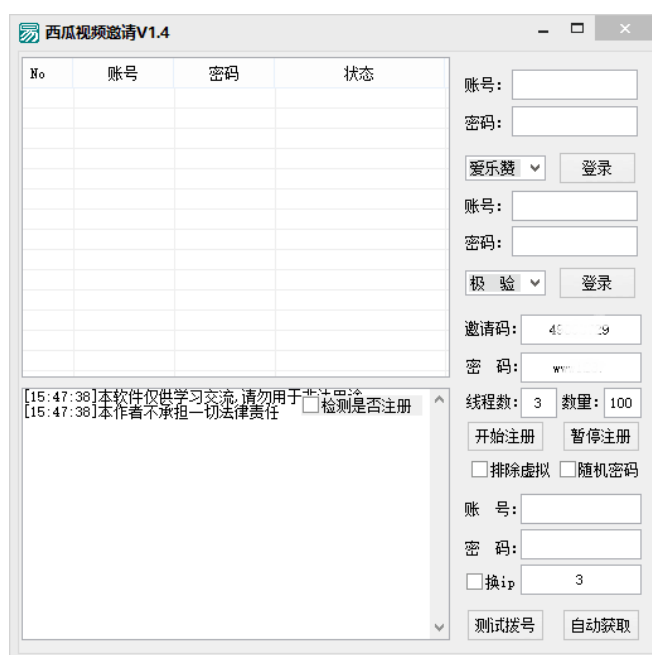 西瓜视频邀请V1.4
No 账号 密码 状态
账号:
密码:
爱乐赞 登录
账号:
密码:
极 验 登录
邀请码:
密 码:
[15:47:38]本软件仅供学习交流,请勿用于非法用途
[15:47:38]本作者不承担一切法律责任
检测是否注册
线程数: 3 数量: 100
开始注册 暂停注册
排除虚拟 随机密码
账 号:
密 码:
换ip 3
测试拨号 自动获取